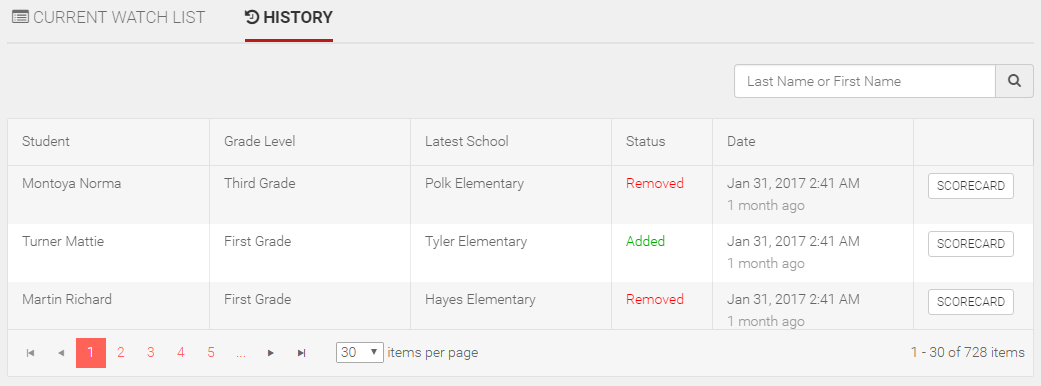 CURRENT WATCH LIST HISTORY
Last Name or First Name
Student Grade Level Latest School Status Date
Montoya Norma Third Grade Polk Elementary Removed Jan 31, 2017 2:41 AM SCORECARD
1 month ago
Turner Mattie First Grade Tyler Elementary Added Jan 31, 2017 2:41 AM SCORECARD
1 month ago
Martin Richard First Grade Hayes Elementary Removed Jan 31, 2017 2:41 AM SCORECARD
1 month ago
1 2 3 4 5 ... 30 items per page 1 - 30 of 728 items